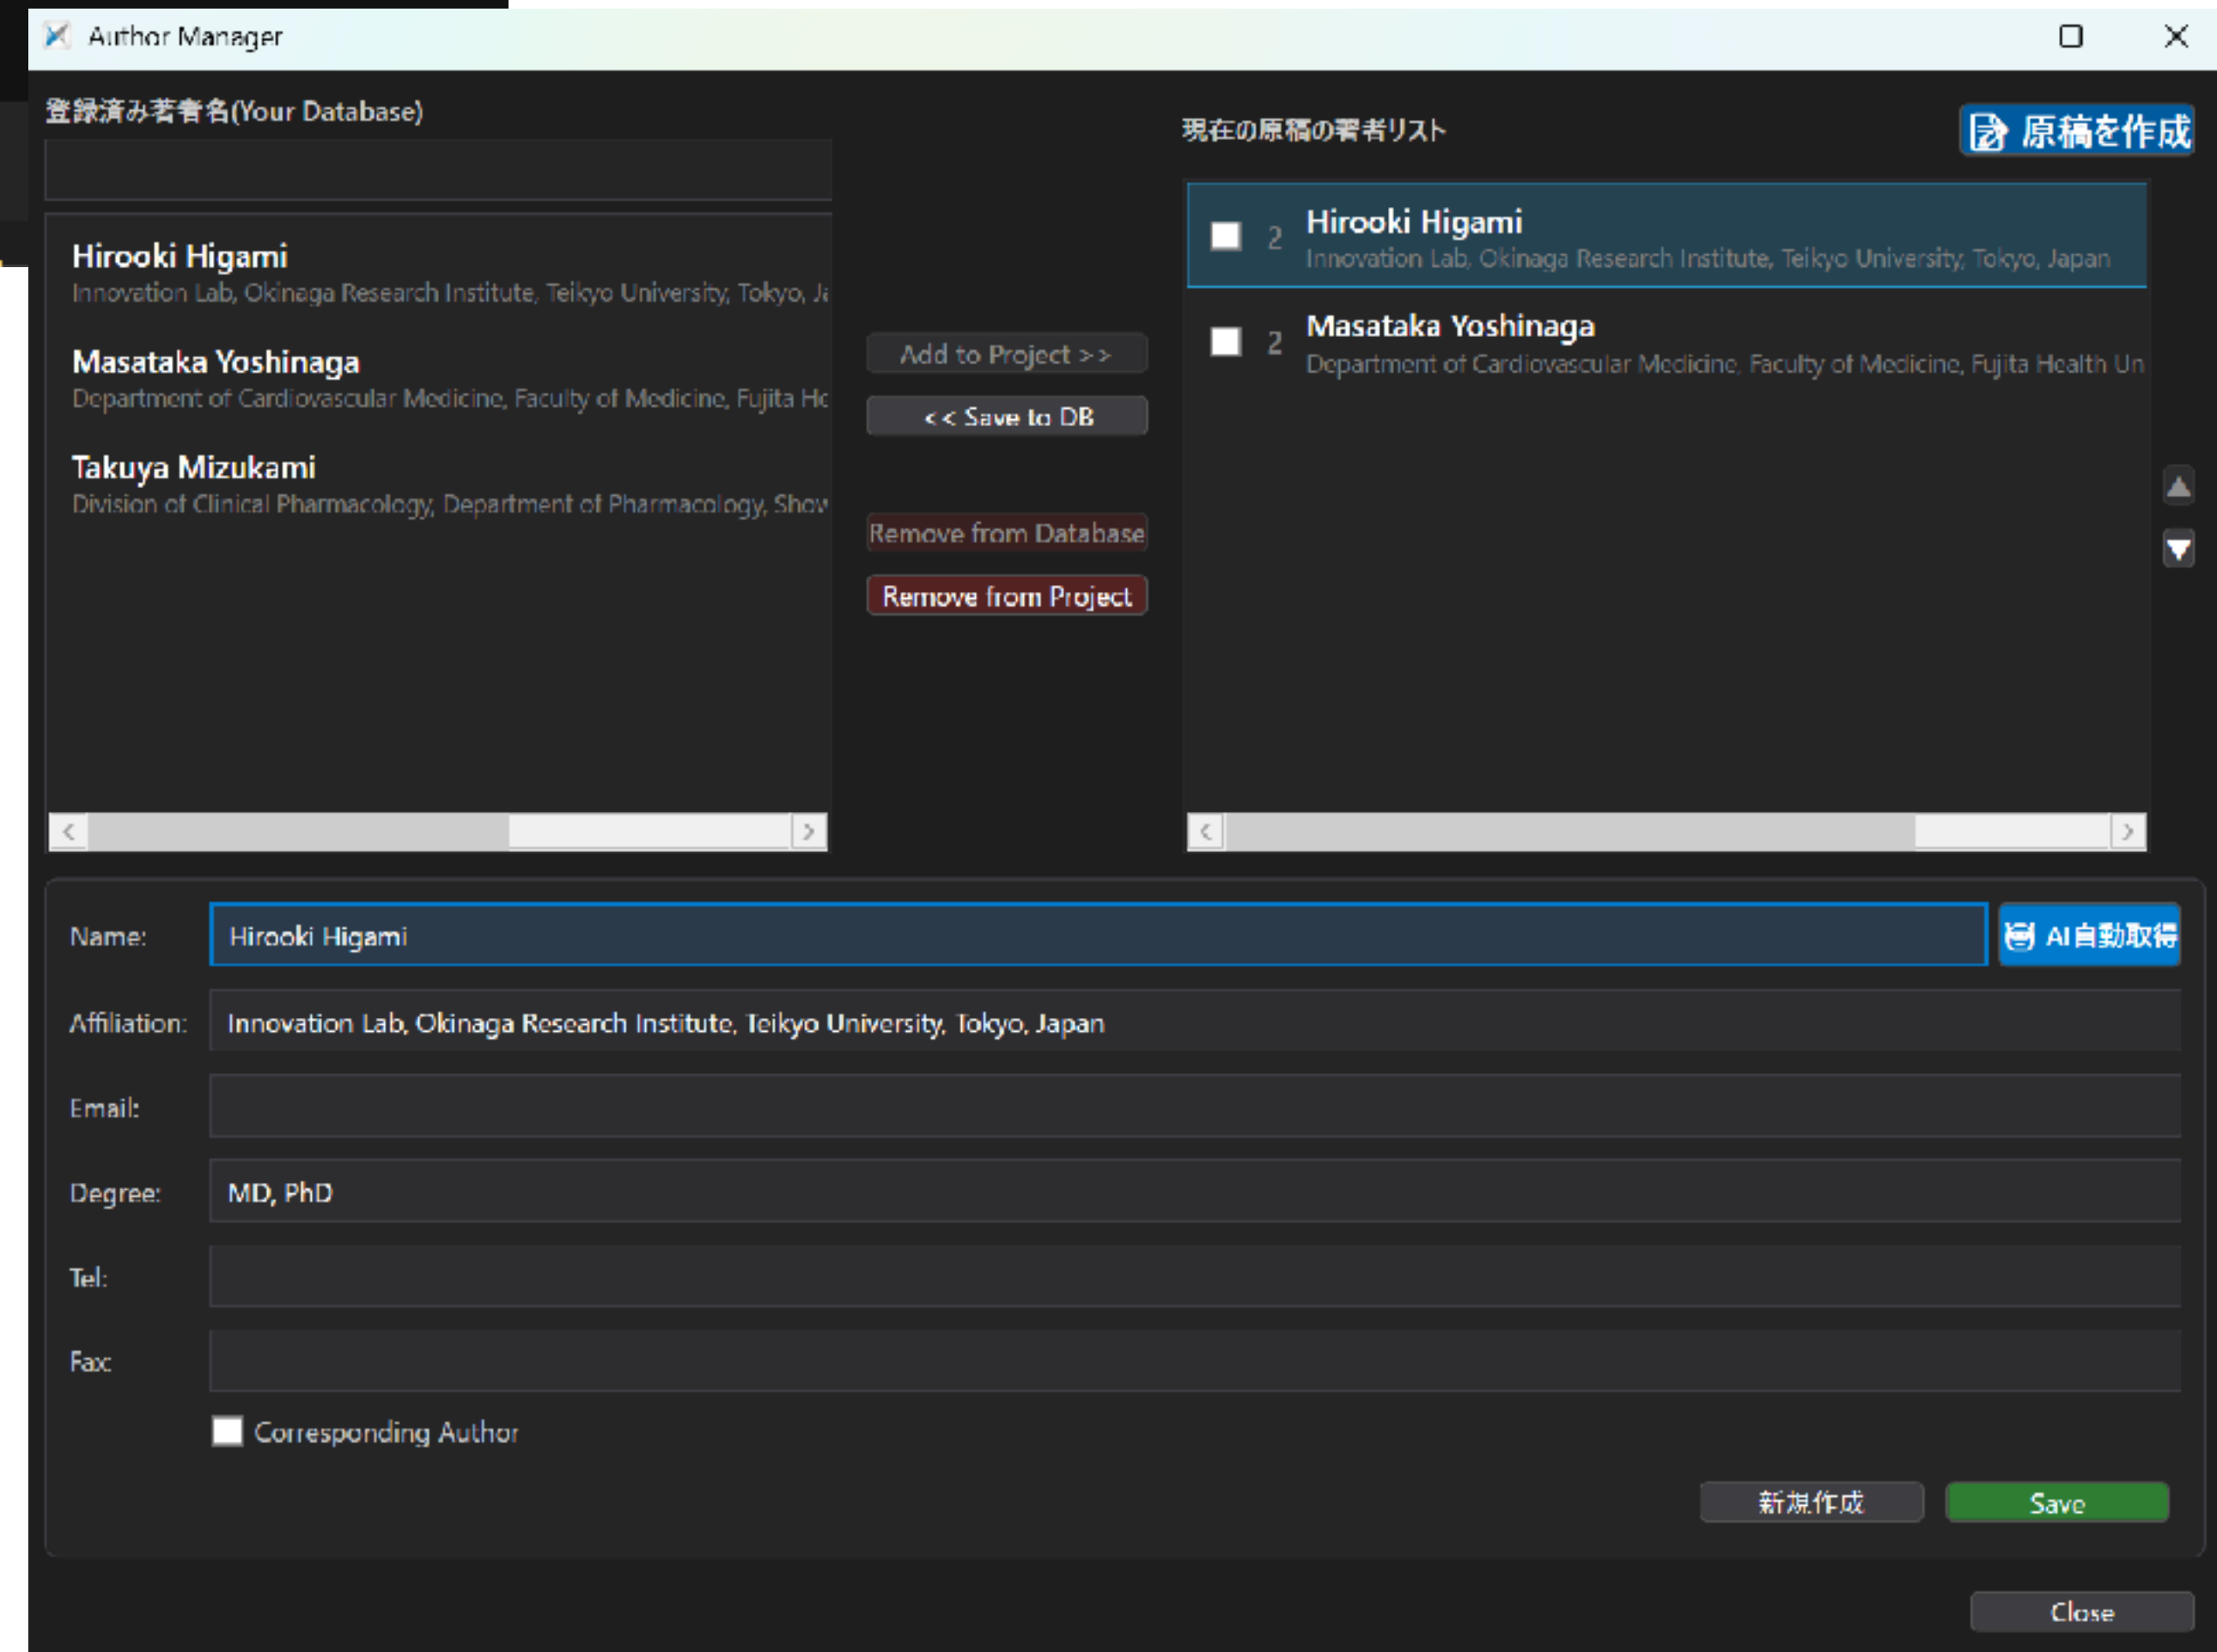 Author Manager
登録済み著者名(Your Database)
Hirooki Higami
Innovation Lab, Okinaga Research Institute, Teikyo University, Tokyo,
Masataka Yoshinaga
Department of Cardiovascular Medicine, Faculty of Medicine, Fujita
Takuya Mizukami
Division of Clinical Pharmacology, Department of Pharmacology,
Add to Project >>
<< Save to DB
Remove from Database
Remove from Project
現在の原稿の著者リスト
原稿を作成
2 Hirooki Higami
Innovation Lab, Okinaga Research Institute, Teikyo University, Tokyo, Japan
2 Masataka Yoshinaga
Department of Cardiovascular Medicine, Faculty of Medicine, Fujita Health Un
Name: Hirooki Higami AI自動取得
Affiliation: Innovation Lab, Okinaga Research Institute, Teikyo University, Tokyo, Japan
Email:
Degree: MD, PhD
Tel:
Fax:
Corresponding Author
新規作成 Save
Close